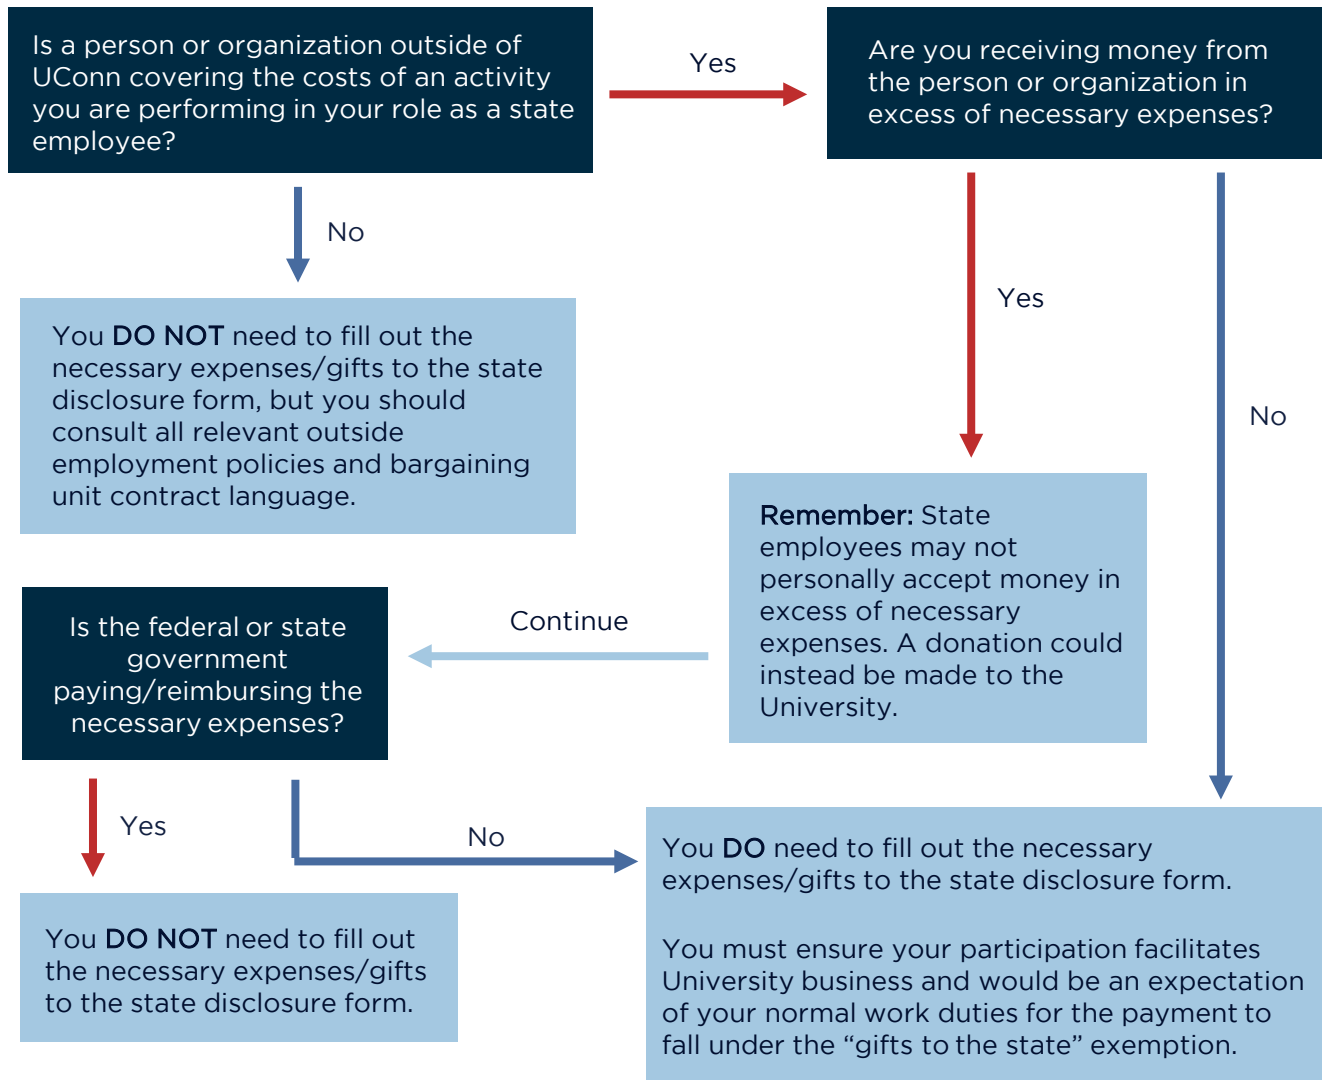 Is a person or organization outside of
UConn covering the costs of an activity
you are performing in your role as a state
employee?
Yes
Are you receiving money from
the person or organization in
excess of necessary expenses?
No
You DO NOT need to fill out the
necessary expenses/gifts to the state
disclosure form, but you should
consult all relevant outside
employment policies and bargaining
unit contract language.
Yes
No
Remember: State
employees may not
personally accept money in
excess of necessary
expenses. A donation could
instead be made to the
University.
Continue
Is the federal or state
government
paying/reimbursing the
necessary expenses?
Yes
No
You DO NOT need to fill out
the necessary expenses/gifts
to the state disclosure form.
You DO need to fill out the necessary
expenses/gifts to the state disclosure form.
You must ensure your participation facilitates
University business and would be an expectation
of your normal work duties for the payment to
fall under the “gifts to the state” exemption.